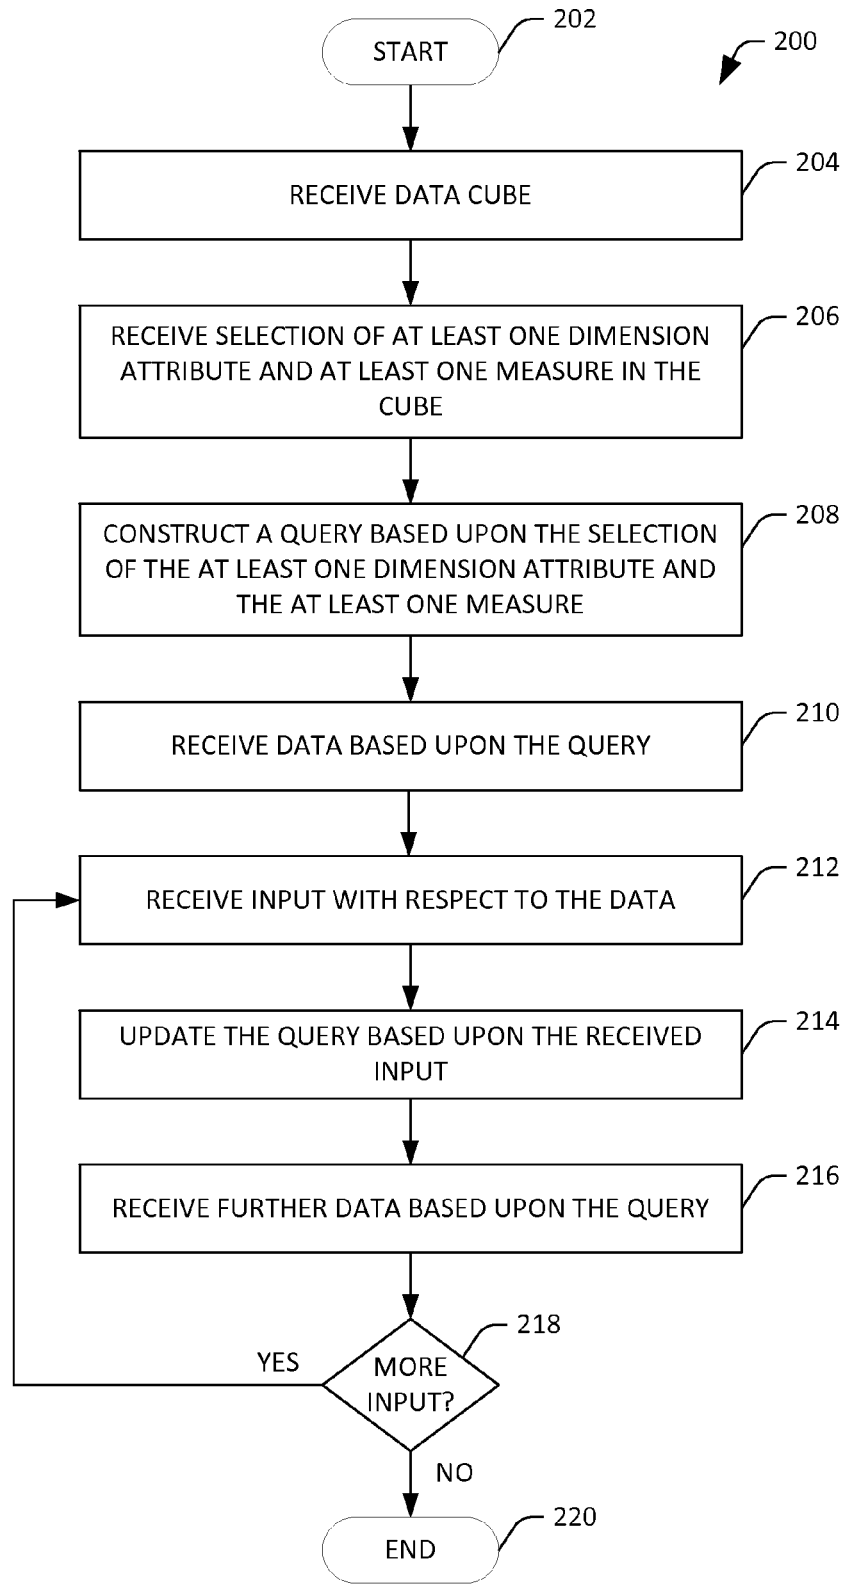 START
202
200
RECEIVE DATA CUBE
204
RECEIVE SELECTION OF AT LEAST ONE DIMENSION
ATTRIBUTE AND AT LEAST ONE MEASURE IN THE
CUBE
206
CONSTRUCT A QUERY BASED UPON THE SELECTION
OF THE AT LEAST ONE DIMENSION ATTRIBUTE AND
THE AT LEAST ONE MEASURE
208
RECEIVE DATA BASED UPON THE QUERY
210
RECEIVE INPUT WITH RESPECT TO THE DATA
212
UPDATE THE QUERY BASED UPON THE RECEIVED
INPUT
214
RECEIVE FURTHER DATA BASED UPON THE QUERY
216
MORE
INPUT?
218
YES
NO
END
220